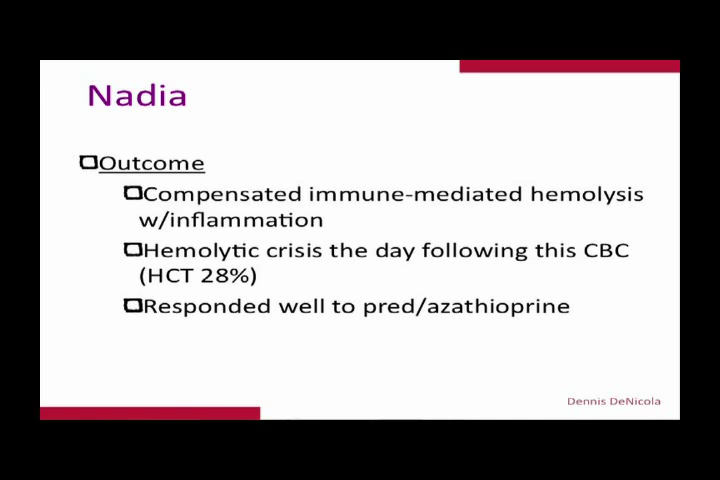 Nadia
Outcome
Compensated immune-mediated hemolysis
w/inflammation
Hemolytic crisis the day following this CBC
(HCT 28%)
Responded well to pred/azathioprine
Dennis DeNicola